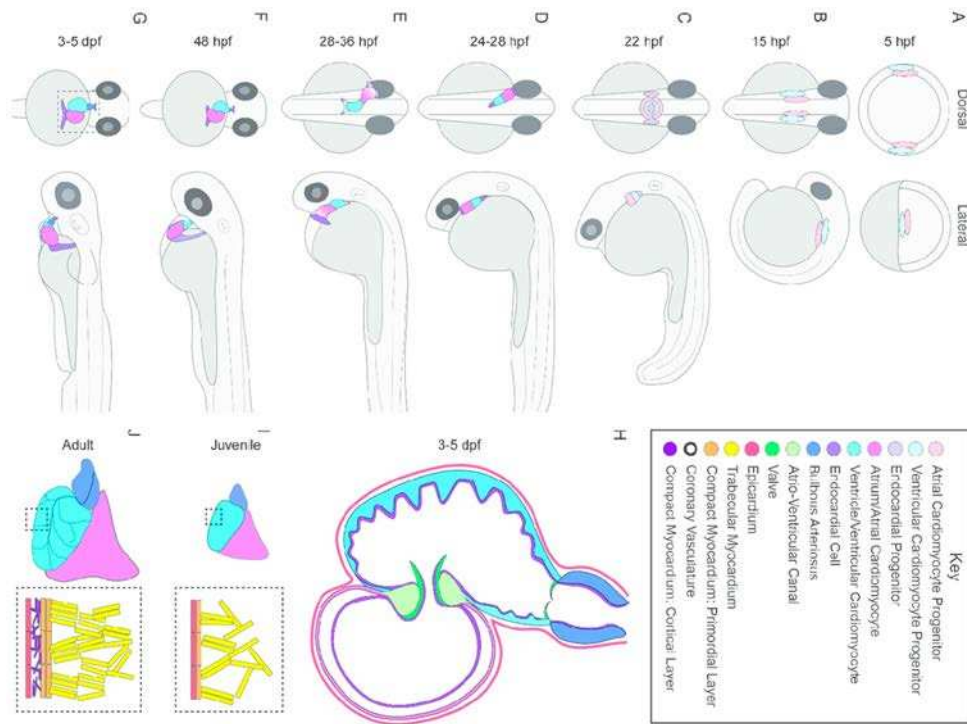 A
5 hpf
B
15 hpf
C
22 hpf
D
24-28 hpf
E
28-36 hpf
F
48 hpf
G
3-5 dpf
Dorsal
Lateral
Key
Atrial Cardiomyocyte Progenitor
Ventricular Cardiomyocyte Progenitor
Endocardial Progenitor
Atrium/Atrial Cardiomyocyte
Ventricle/Ventricular Cardiomyocyte
Endocardial Cell
Bulbous Arteriosus
Atrio-Ventricular Canal
Valve
Epicardium
Trabecular Myocardium
Compact Myocardium: Primordial Layer
Coronary Vasculature
Compact Myocardium: Cortical Layer
H
3-5 dpf
I
Juvenile
J
Adult